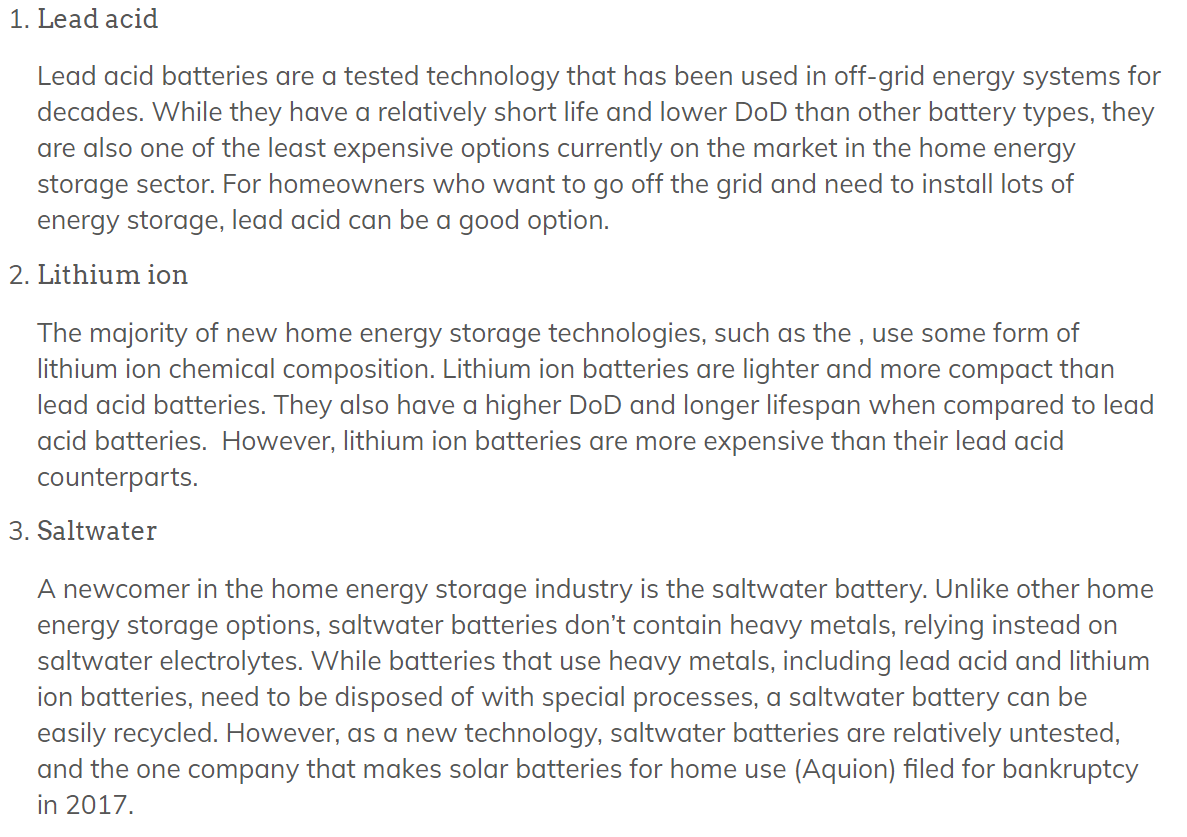 1. Lead acid
Lead acid batteries are a tested technology that has been used in off-grid energy systems for
decades. While they have a relatively short life and lower DoD than other battery types, they
are also one of the least expensive options currently on the market in the home energy
storage sector. For homeowners who want to go off the grid and need to install lots of
energy storage, lead acid can be a good option.
2. Lithium ion
The majority of new home energy storage technologies, such as the , use some form of
lithium ion chemical composition. Lithium ion batteries are lighter and more compact than
lead acid batteries. They also have a higher DoD and longer lifespan when compared to lead
acid batteries.  However, lithium ion batteries are more expensive than their lead acid
counterparts.
3. Saltwater
A newcomer in the home energy storage industry is the saltwater battery. Unlike other home
energy storage options, saltwater batteries don’t contain heavy metals, relying instead on
saltwater electrolytes. While batteries that use heavy metals, including lead acid and lithium
ion batteries, need to be disposed of with special processes, a saltwater battery can be
easily recycled. However, as a new technology, saltwater batteries are relatively untested,
and the one company that makes solar batteries for home use (Aquion) filed for bankruptcy
in 2017.